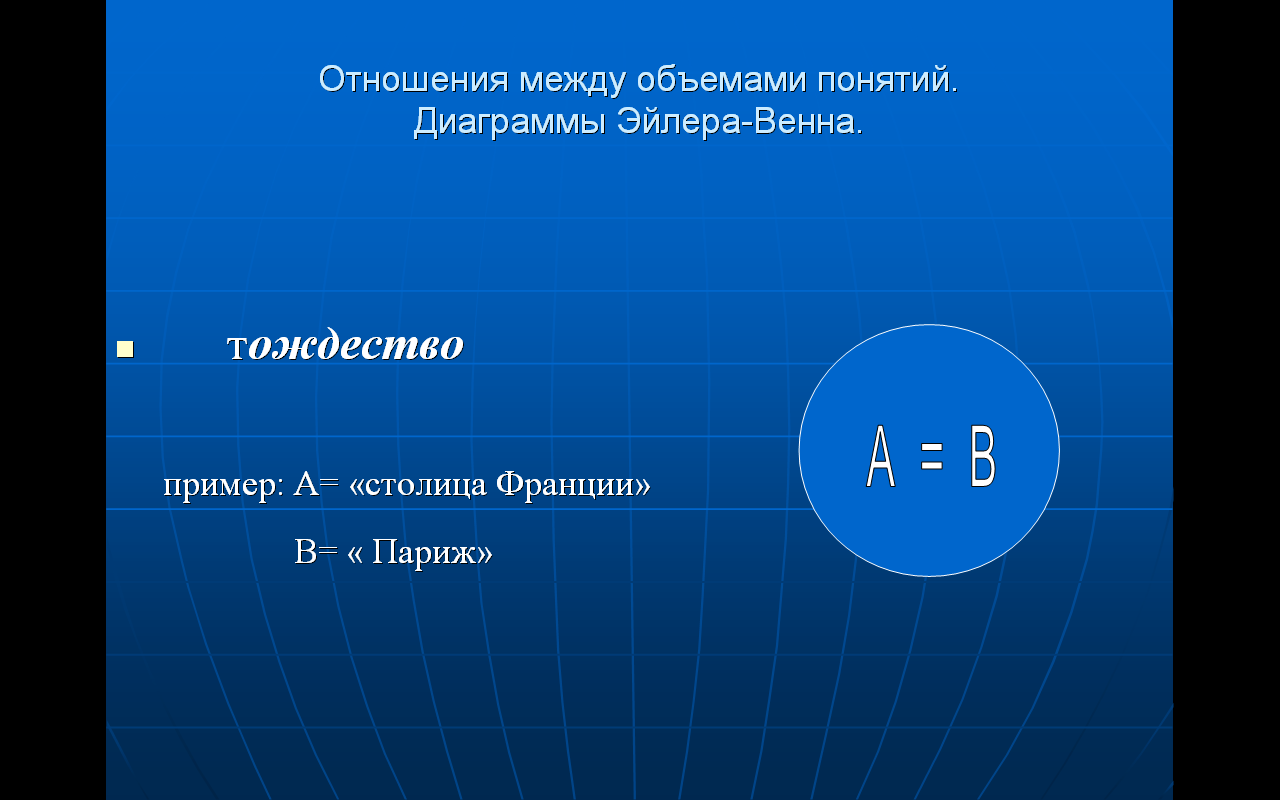 Отношения между объемами понятий.
Диаграммы Эйлера-Венна.
тождество
пример: А= «столица Франции»
В= « Париж»
A = B